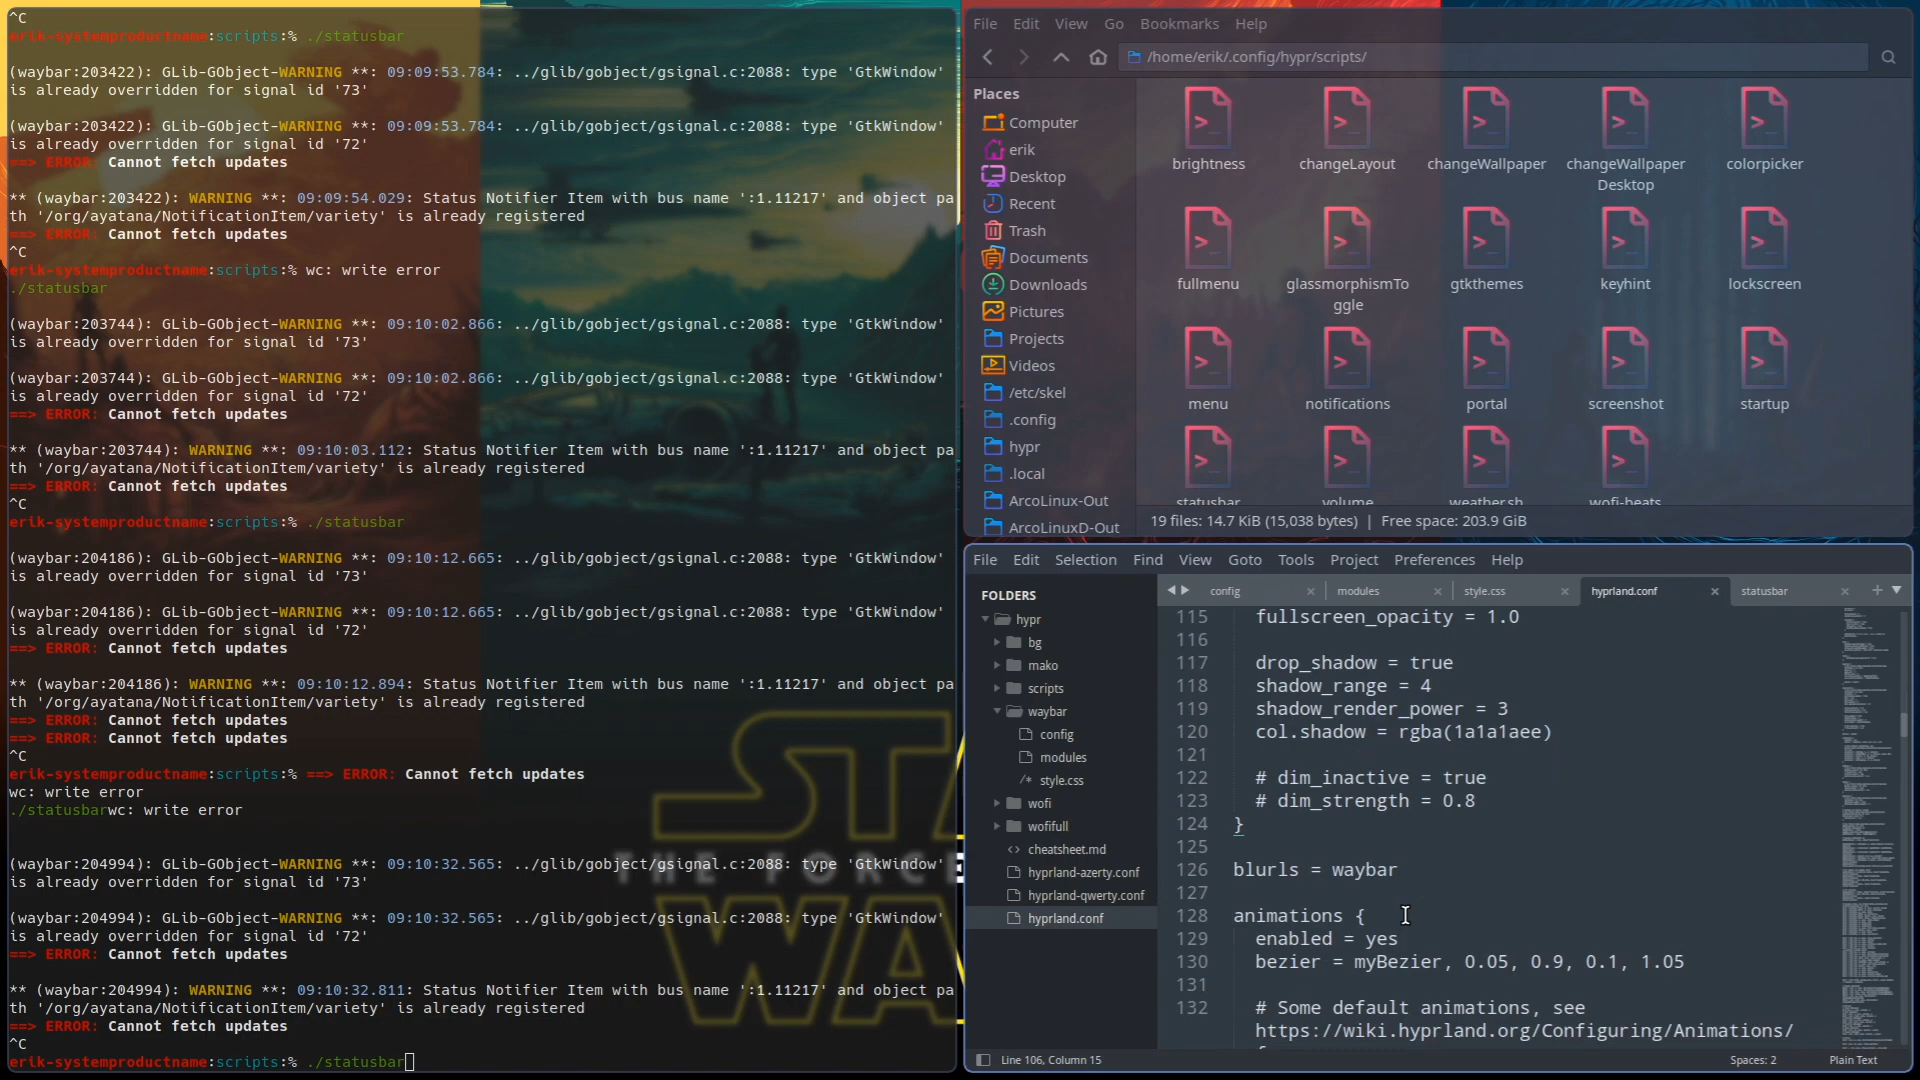 ^C
erik-systemproductname:scripts:% ./statusbar
(waybar:203422): GLib-GObject-WARNING **: 09:09:53.784: ../glib/gobject/gsignal.c:2088: type 'GtkWindow'
is already overridden for signal id '73'
(waybar:203422): GLib-GObject-WARNING **: 09:09:53.784: ../glib/gobject/gsignal.c:2088: type 'GtkWindow'
is already overridden for signal id '72'
==> ERROR: Cannot fetch updates
** (waybar:203422): WARNING **: 09:09:54.029: Status Notifier Item with bus name ':1.11217' and object pa
th '/org/ayatana/NotificationItem/variety' is already registered
==> ERROR: Cannot fetch updates
^C
erik-systemproductname:scripts:% wc: write error
./statusbar
(waybar:203744): GLib-GObject-WARNING **: 09:10:02.866: ../glib/gobject/gsignal.c:2088: type 'GtkWindow'
is already overridden for signal id '73'
(waybar:203744): GLib-GObject-WARNING **: 09:10:02.866: ../glib/gobject/gsignal.c:2088: type 'GtkWindow'
is already overridden for signal id '72'
==> ERROR: Cannot fetch updates
** (waybar:203744): WARNING **: 09:10:03.112: Status Notifier Item with bus name ':1.11217' and object pa
th '/org/ayatana/NotificationItem/variety' is already registered
==> ERROR: Cannot fetch updates
^C
erik-systemproductname:scripts:% ./statusbar
(waybar:204186): GLib-GObject-WARNING **: 09:10:12.665: ../glib/gobject/gsignal.c:2088: type 'GtkWindow'
is already overridden for signal id '73'
(waybar:204186): GLib-GObject-WARNING **: 09:10:12.665: ../glib/gobject/gsignal.c:2088: type 'GtkWindow'
is already overridden for signal id '72'
==> ERROR: Cannot fetch updates
** (waybar:204186): WARNING **: 09:10:12.894: Status Notifier Item with bus name ':1.11217' and object pa
th '/org/ayatana/NotificationItem/variety' is already registered
==> ERROR: Cannot fetch updates
==> ERROR: Cannot fetch updates
^C
erik-systemproductname:scripts:% ==> ERROR: Cannot fetch updates
wc: write error
./statusbarwc: write error
(waybar:204994): GLib-GObject-WARNING **: 09:10:32.565: ../glib/gobject/gsignal.c:2088: type 'GtkWindow'
is already overridden for signal id '73'
(waybar:204994): GLib-GObject-WARNING **: 09:10:32.565: ../glib/gobject/gsignal.c:2088: type 'GtkWindow'
is already overridden for signal id '72'
==> ERROR: Cannot fetch updates
** (waybar:204994): WARNING **: 09:10:32.811: Status Notifier Item with bus name ':1.11217' and object pa
th '/org/ayatana/NotificationItem/variety' is already registered
==> ERROR: Cannot fetch updates
^C
erik-systemproductname:scripts:% ./statusbar
STA
THE FORCE
WA
File Edit View Go Bookmarks Help
/home/erik/.config/hypr/scripts/
Places
Computer
erik
Desktop
Recent
Trash
Documents
Downloads
Pictures
Projects
Videos
/etc/skel
.config
hypr
.local
ArcoLinux-Out
ArcoLinuxD-Out
brightness
changeLayout
changeWallpaper
changeWallpaper
Desktop
colorpicker
fullmenu
glassmorphismTo
ggle
gtkthemes
keyhint
lockscreen
menu
notifications
portal
screenshot
startup
statusbar
volume
weather.sh
wofi-beats
19 files: 14.7 KiB (15,038 bytes) | Free space: 203.9 GiB
File Edit Selection Find View Goto Tools Project Preferences Help
FOLDERS
hypr
bg
mako
scripts
waybar
config
modules
/* style.css
wofi
wofifull
<> cheatsheet.md
hyprland-azerty.conf
hyprland-qwerty.conf
hyprland.conf
config × modules × style.css × hyprland.conf × statusbar × +
115 fullscreen_opacity = 1.0
116
117 drop_shadow = true
118 shadow_range = 4
119 shadow_render_power = 3
120 col.shadow = rgba(1a1a1aee)
121
122 # dim_inactive = true
123 # dim_strength = 0.8
124 }
125
126 blurls = waybar
127
128 animations {
129 enabled = yes
130 bezier = myBezier, 0.05, 0.9, 0.1, 1.05
131
132 # Some default animations, see
https://wiki.hyprland.org/Configuring/Animations/
Line 106, Column 15
Spaces: 2
Plain Text